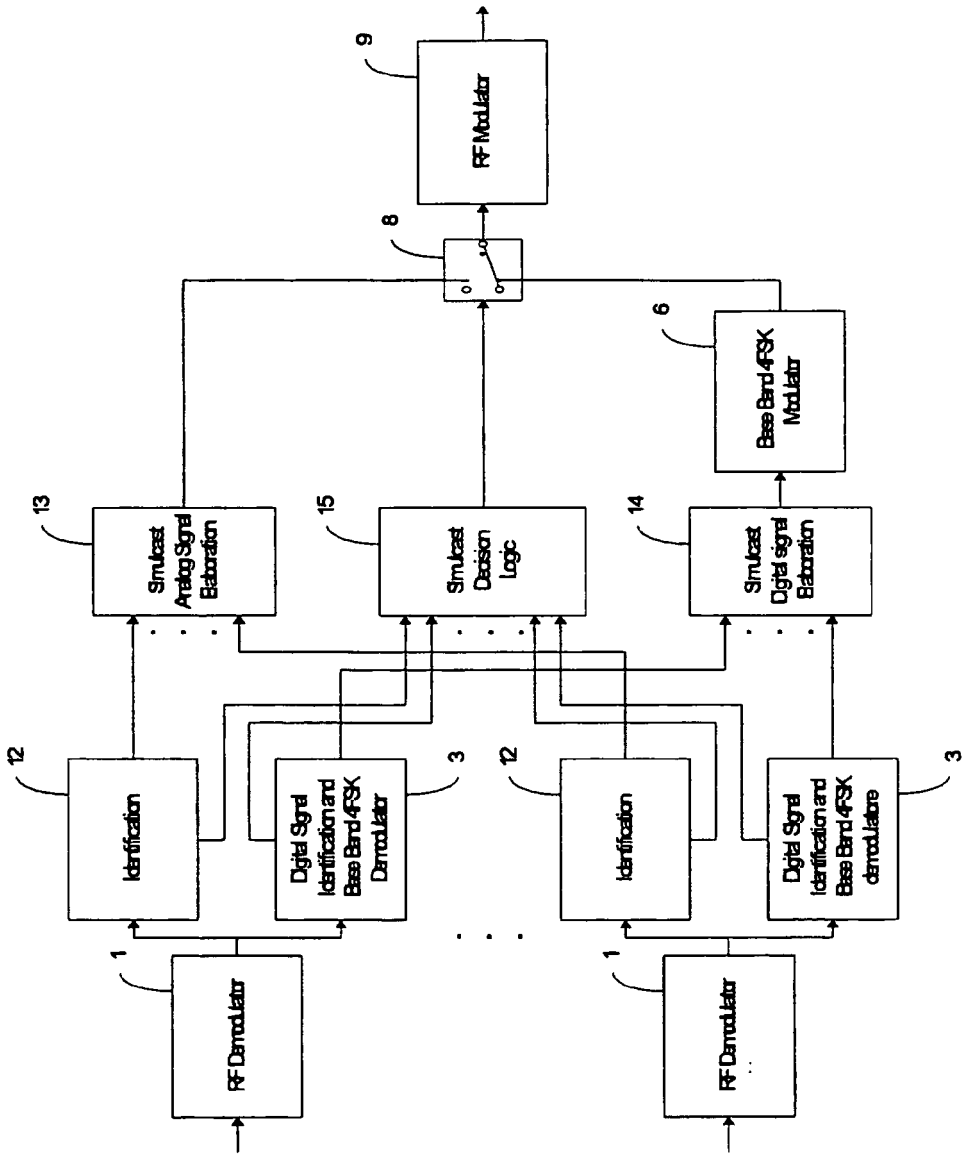 1
RF Demodulator
12
Identification
3
Digital Signal
Identification and
Base Band 4FSK
Demodulator
1
RF Demodulator
12
Identification
3
Digital Signal
Identification and
Base Band 4FSK
demodulatore
13
Simulcast
Analog Signal
Elaboration
15
Simulcast
Decision
Logic
14
Simulcast
Digital signal
Elaboration
6
Base Band 4FSK
Modulator
8
9
RF Modulator